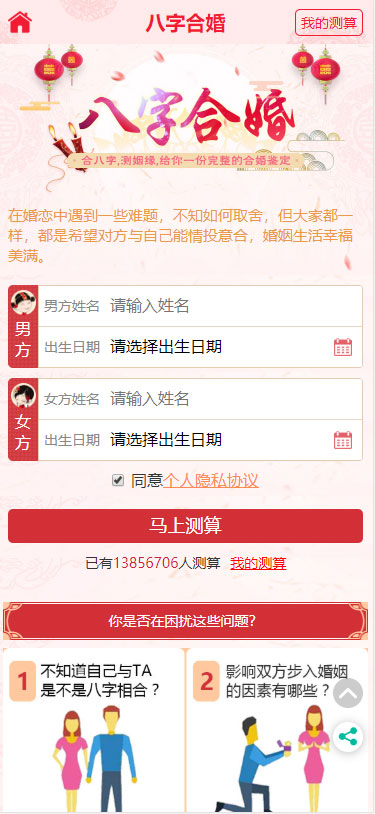 八字合婚
我的测算
囍
囍
八字合婚
合八字,测姻缘,给你一份完整的合婚鉴定
在婚恋中遇到一些难题，不知如何取舍，但大家都一
样，都是希望对方与自己能情投意合，婚姻生活幸福
美满。
男方
男方姓名 请输入姓名
出生日期 请选择出生日期
女方
女方姓名 请输入姓名
出生日期 请选择出生日期
同意个人隐私协议
马上测算
已有13856706人测算 我的测算
你是否在困扰这些问题?
1 不知道自己与TA
是不是八字相合？
2 影响双方步入婚姻
的因素有哪些？